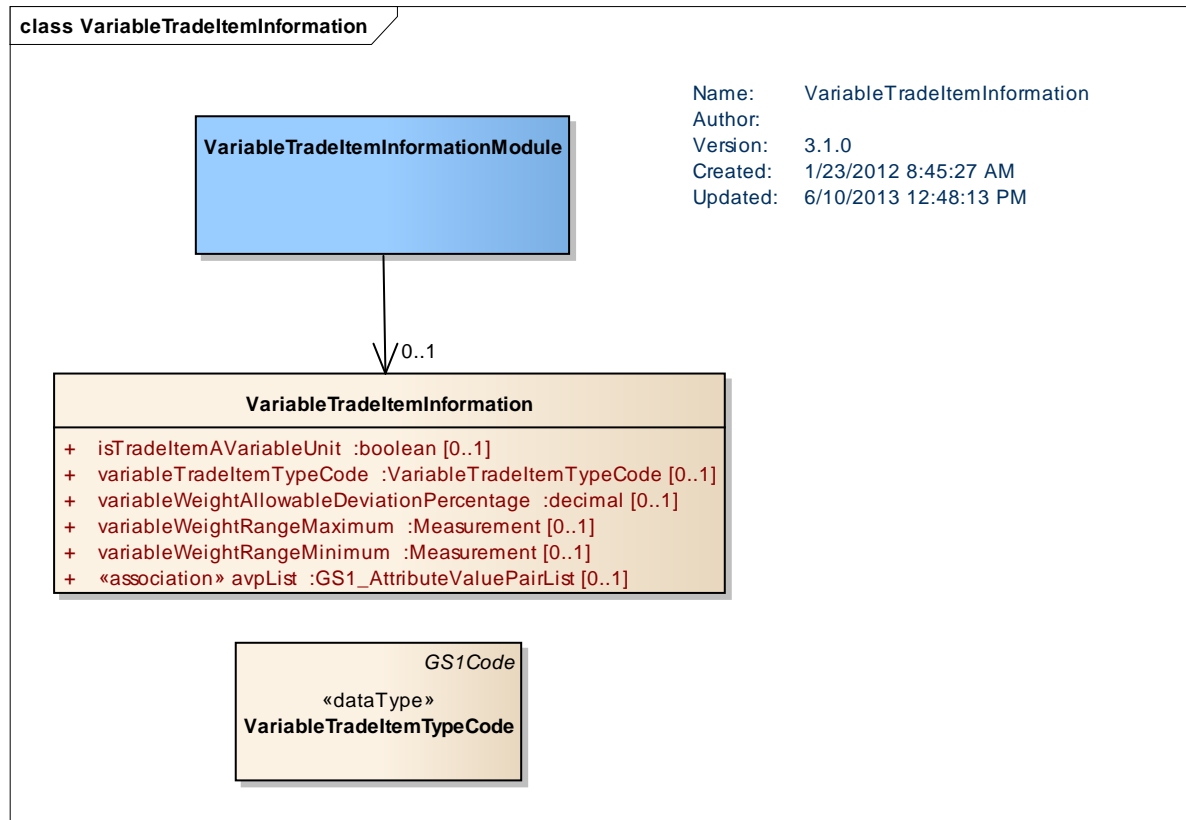 class VariableTradeItemInformation
VariableTradeItemInformationModule
Name: VariableTradeItemInformation
Author:
Version: 3.1.0
Created: 1/23/2012 8:45:27 AM
Updated: 6/10/2013 12:48:13 PM
0..1
VariableTradeItemInformation
+ isTradeItemAVariableUnit :boolean [0..1]
+ variableTradeItemTypeCode :VariableTradeItemTypeCode [0..1]
+ variableWeightAllowableDeviationPercentage :decimal [0..1]
+ variableWeightRangeMaximum :Measurement [0..1]
+ variableWeightRangeMinimum :Measurement [0..1]
+ «association» avpList :GS1_AttributeValuePairList [0..1]
GS1Code
«dataType»
VariableTradeItemTypeCode